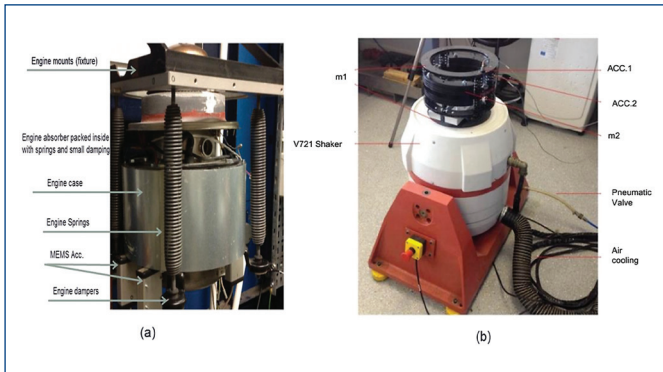 Engine mounts (fixture)
Engine absorber packed inside
with springs and small damping
Engine case
Engine Springs
MEMS Acc.
Engine dampers
(a)
m1
V721 Shaker
ACC.1
ACC.2
m2
Pneumatic
Valve
Air
cooling
(b)